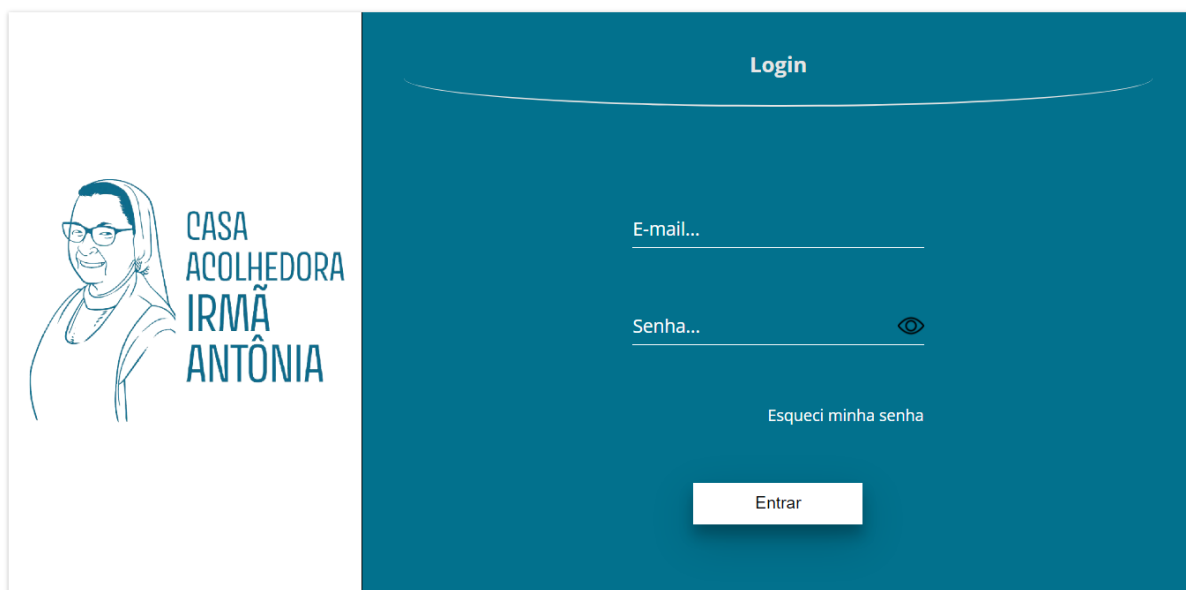 CASA
ACOLHEDORA
IRMÃ
ANTÔNIA
Login
E-mail...
Senha...
Esqueci minha senha
Entrar